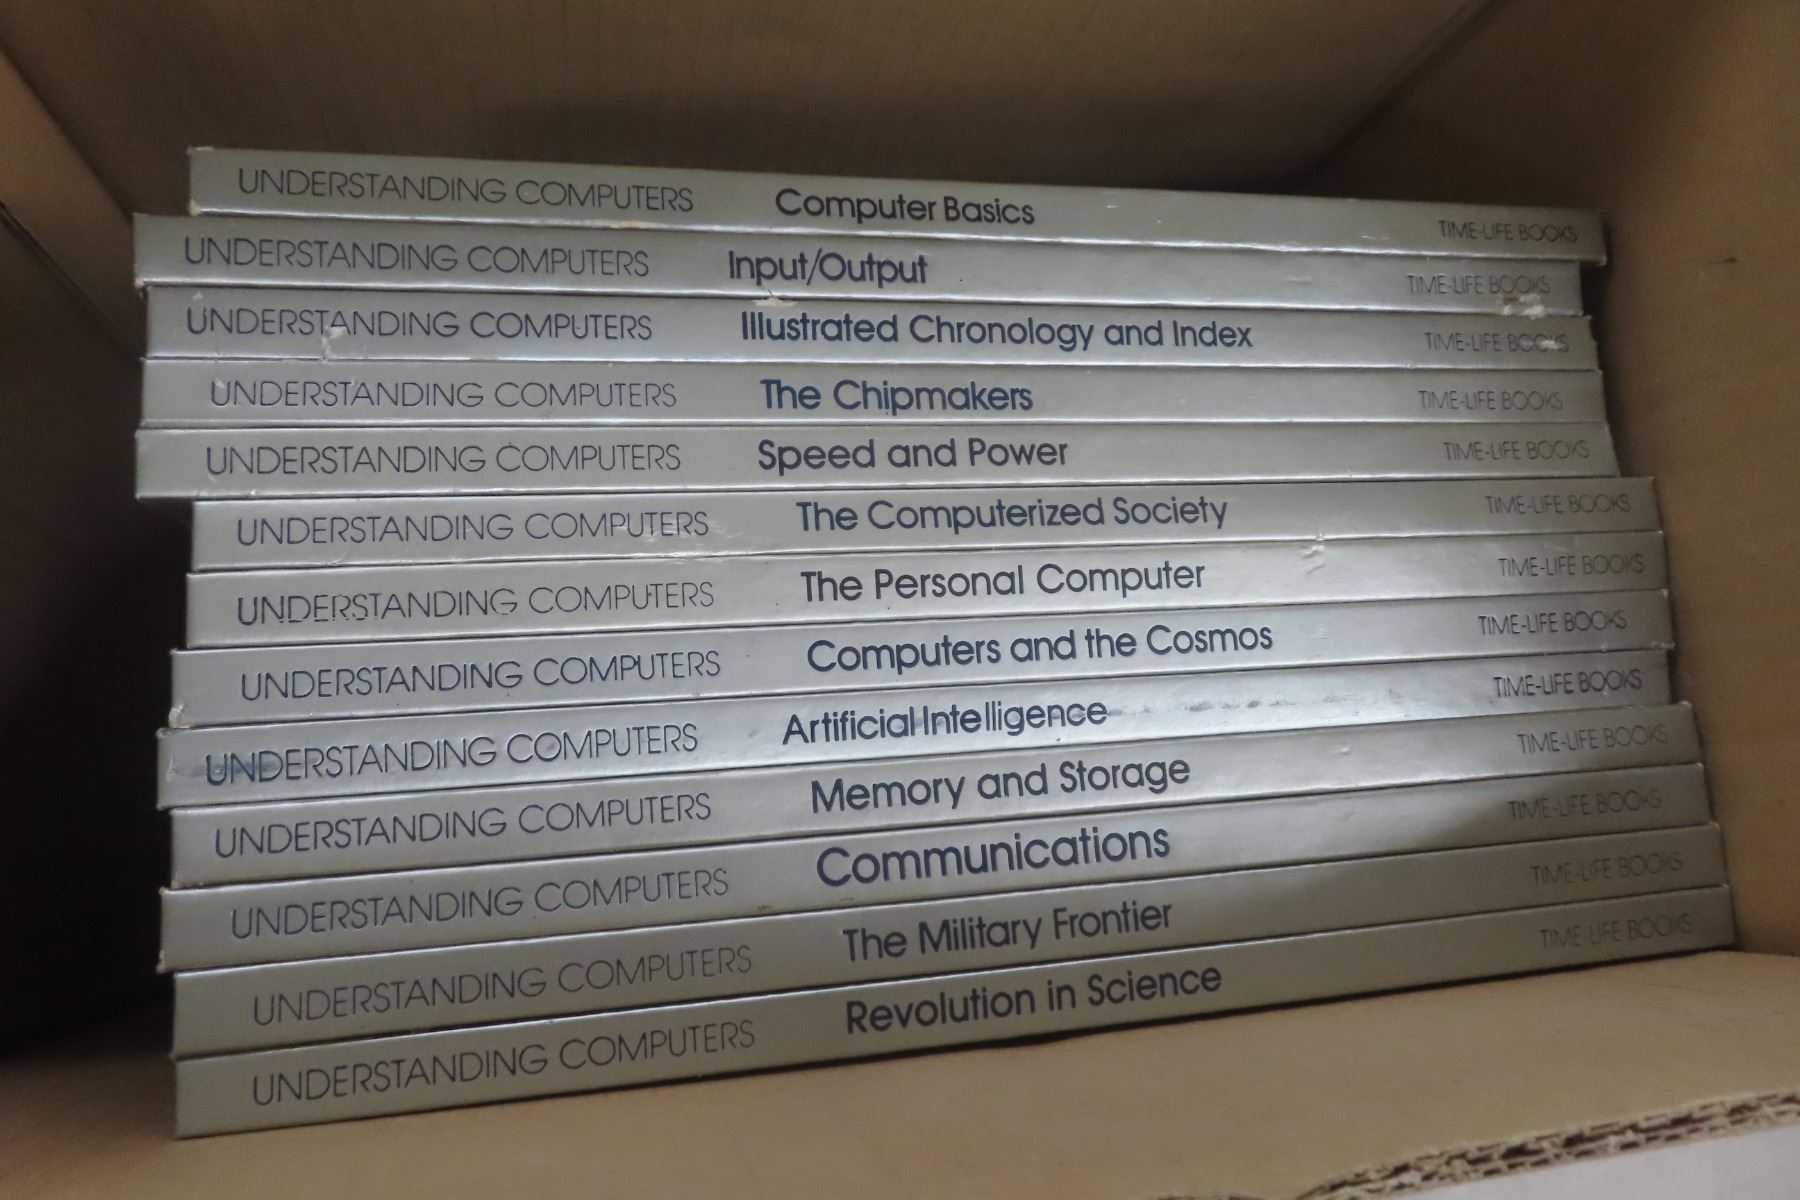 UNDERSTANDING COMPUTERS Computer Basics TIME-LIFE BOOKS
UNDERSTANDING COMPUTERS Input/Output TIME-LIFE BOOKS
UNDERSTANDING COMPUTERS Illustrated Chronology and Index TIME-LIFE BOOKS
UNDERSTANDING COMPUTERS The Chipmakers TIME-LIFE BOOKS
UNDERSTANDING COMPUTERS Speed and Power TIME-LIFE BOOKS
UNDERSTANDING COMPUTERS The Computerized Society TIME-LIFE BOOKS
UNDERSTANDING COMPUTERS The Personal Computer TIME-LIFE BOOKS
UNDERSTANDING COMPUTERS Computers and the Cosmos TIME-LIFE BOOKS
UNDERSTANDING COMPUTERS Artificial Intelligence TIME-LIFE BOOKS
UNDERSTANDING COMPUTERS Memory and Storage TIME-LIFE BOOKS
UNDERSTANDING COMPUTERS Communications TIME-LIFE BOOKS
UNDERSTANDING COMPUTERS The Military Frontier TIME-LIFE BOOKS
UNDERSTANDING COMPUTERS Revolution in Science TIME-LIFE BOOKS